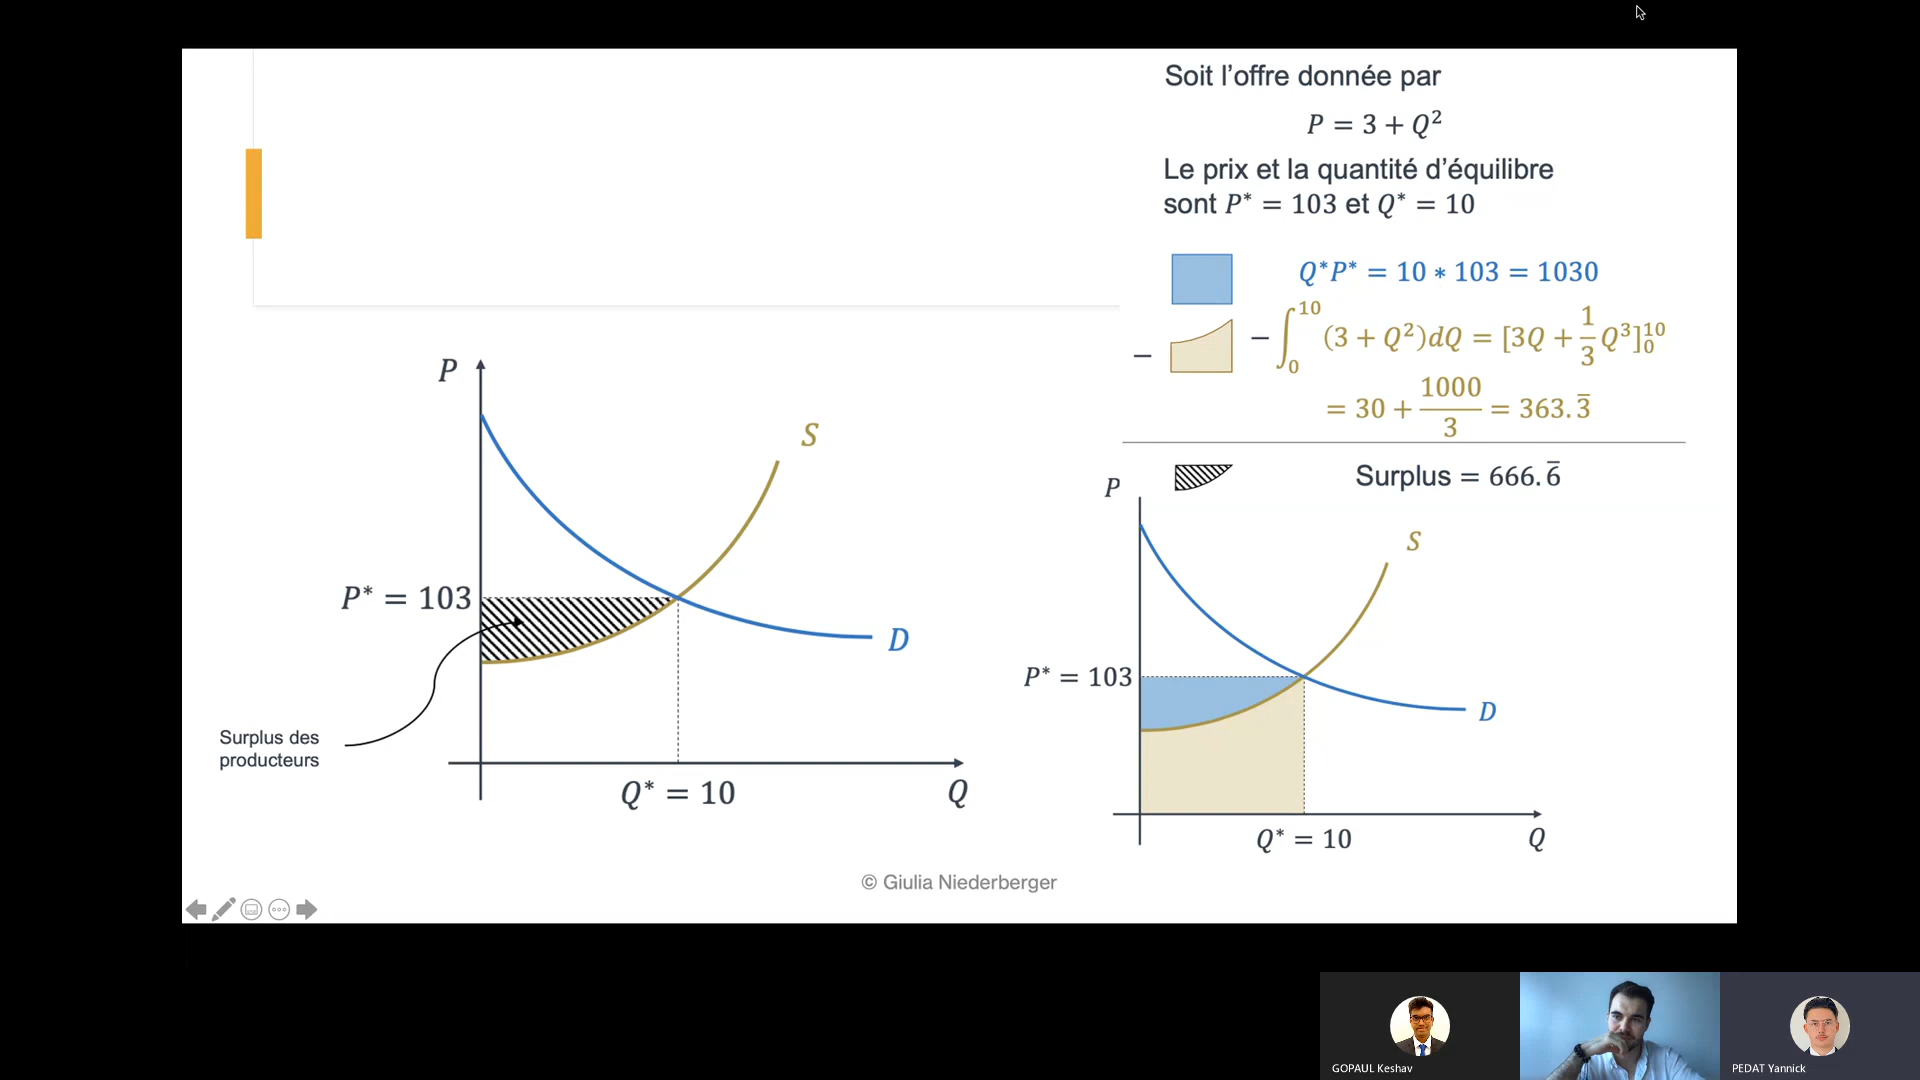 Soit l’offre donnée par
P = 3 + Q²
Le prix et la quantité d’équilibre
sont P* = 103 et Q* = 10
Q*P* = 10 * 103 = 1030
− − ∫₀¹⁰ (3 + Q²)dQ = [3Q + 1/3 Q³]₀¹⁰
= 30 + 1000/3 = 363.3̅
Surplus = 666.6̅
P
S
P* = 103
D
Surplus des
producteurs
Q* = 10
Q
P
S
P* = 103
D
Q* = 10
Q
© Giulia Niederberger
GOPAUL Keshav
PEDAT Yannick